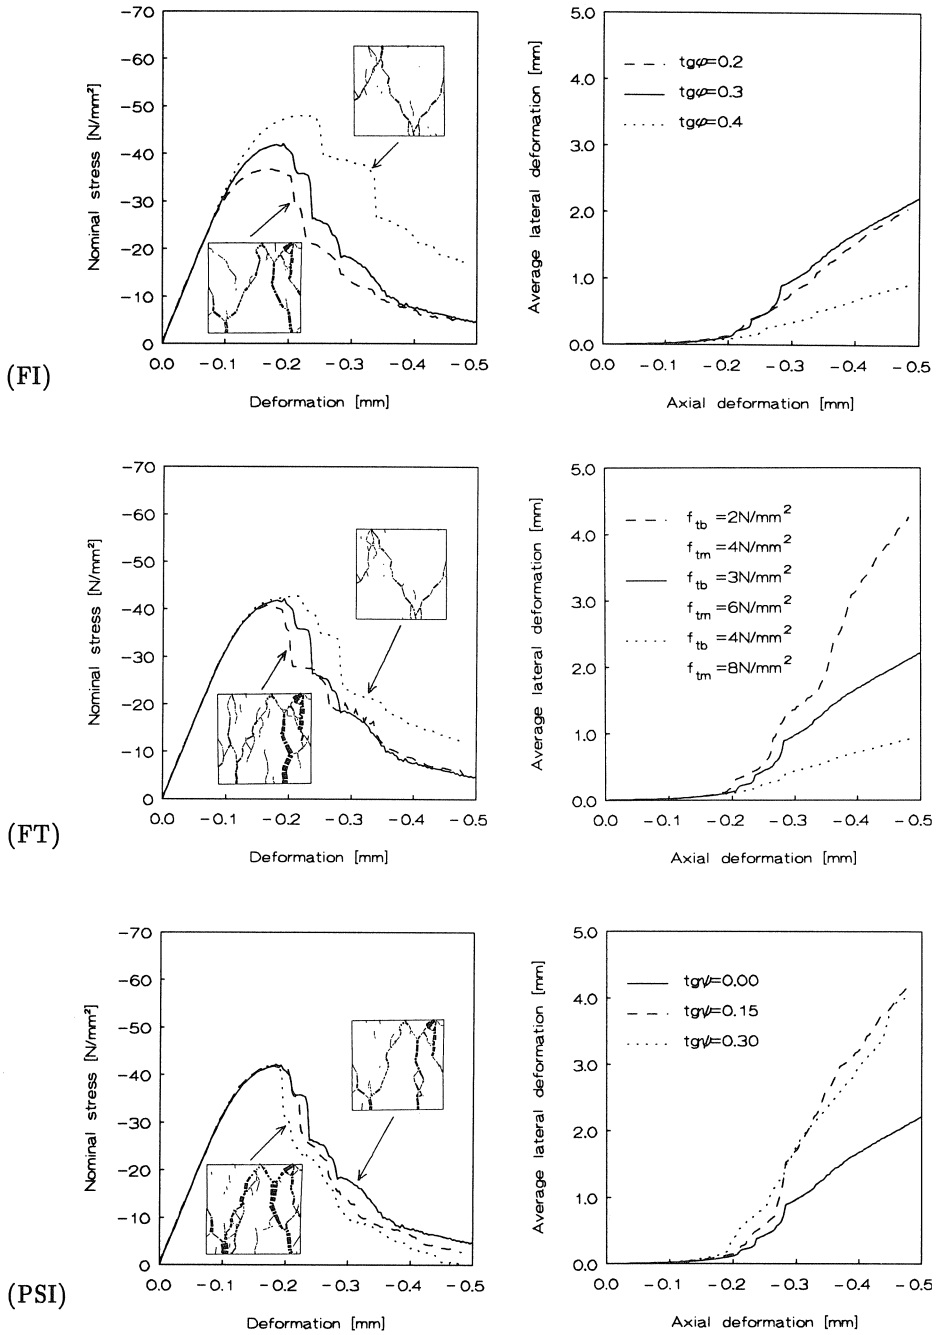 −70
−60
−50
−40
−30
−20
−10
0
Nominal stress [N/mm²]
0.0 −0.1 −0.2 −0.3 −0.4 −0.5
Deformation [mm]
5.0
4.0
3.0
2.0
1.0
0.0
Average lateral deformation [mm]
tgφ=0.2
tgφ=0.3
tgφ=0.4
0.0 −0.1 −0.2 −0.3 −0.4 −0.5
Axial deformation [mm]
(FI)
−70
−60
−50
−40
−30
−20
−10
0
Nominal stress [N/mm²]
0.0 −0.1 −0.2 −0.3 −0.4 −0.5
Deformation [mm]
5.0
4.0
3.0
2.0
1.0
0.0
Average lateral deformation [mm]
f_tb =2N/mm²
f_tm =4N/mm²
f_tb =3N/mm²
f_tm =6N/mm²
f_tb =4N/mm²
f_tm =8N/mm²
0.0 −0.1 −0.2 −0.3 −0.4 −0.5
Axial deformation [mm]
(FT)
−70
−60
−50
−40
−30
−20
−10
0
Nominal stress [N/mm²]
0.0 −0.1 −0.2 −0.3 −0.4 −0.5
Deformation [mm]
5.0
4.0
3.0
2.0
1.0
0.0
Average lateral deformation [mm]
tgψ=0.00
tgψ=0.15
tgψ=0.30
0.0 −0.1 −0.2 −0.3 −0.4 −0.5
Axial deformation [mm]
(PSI)